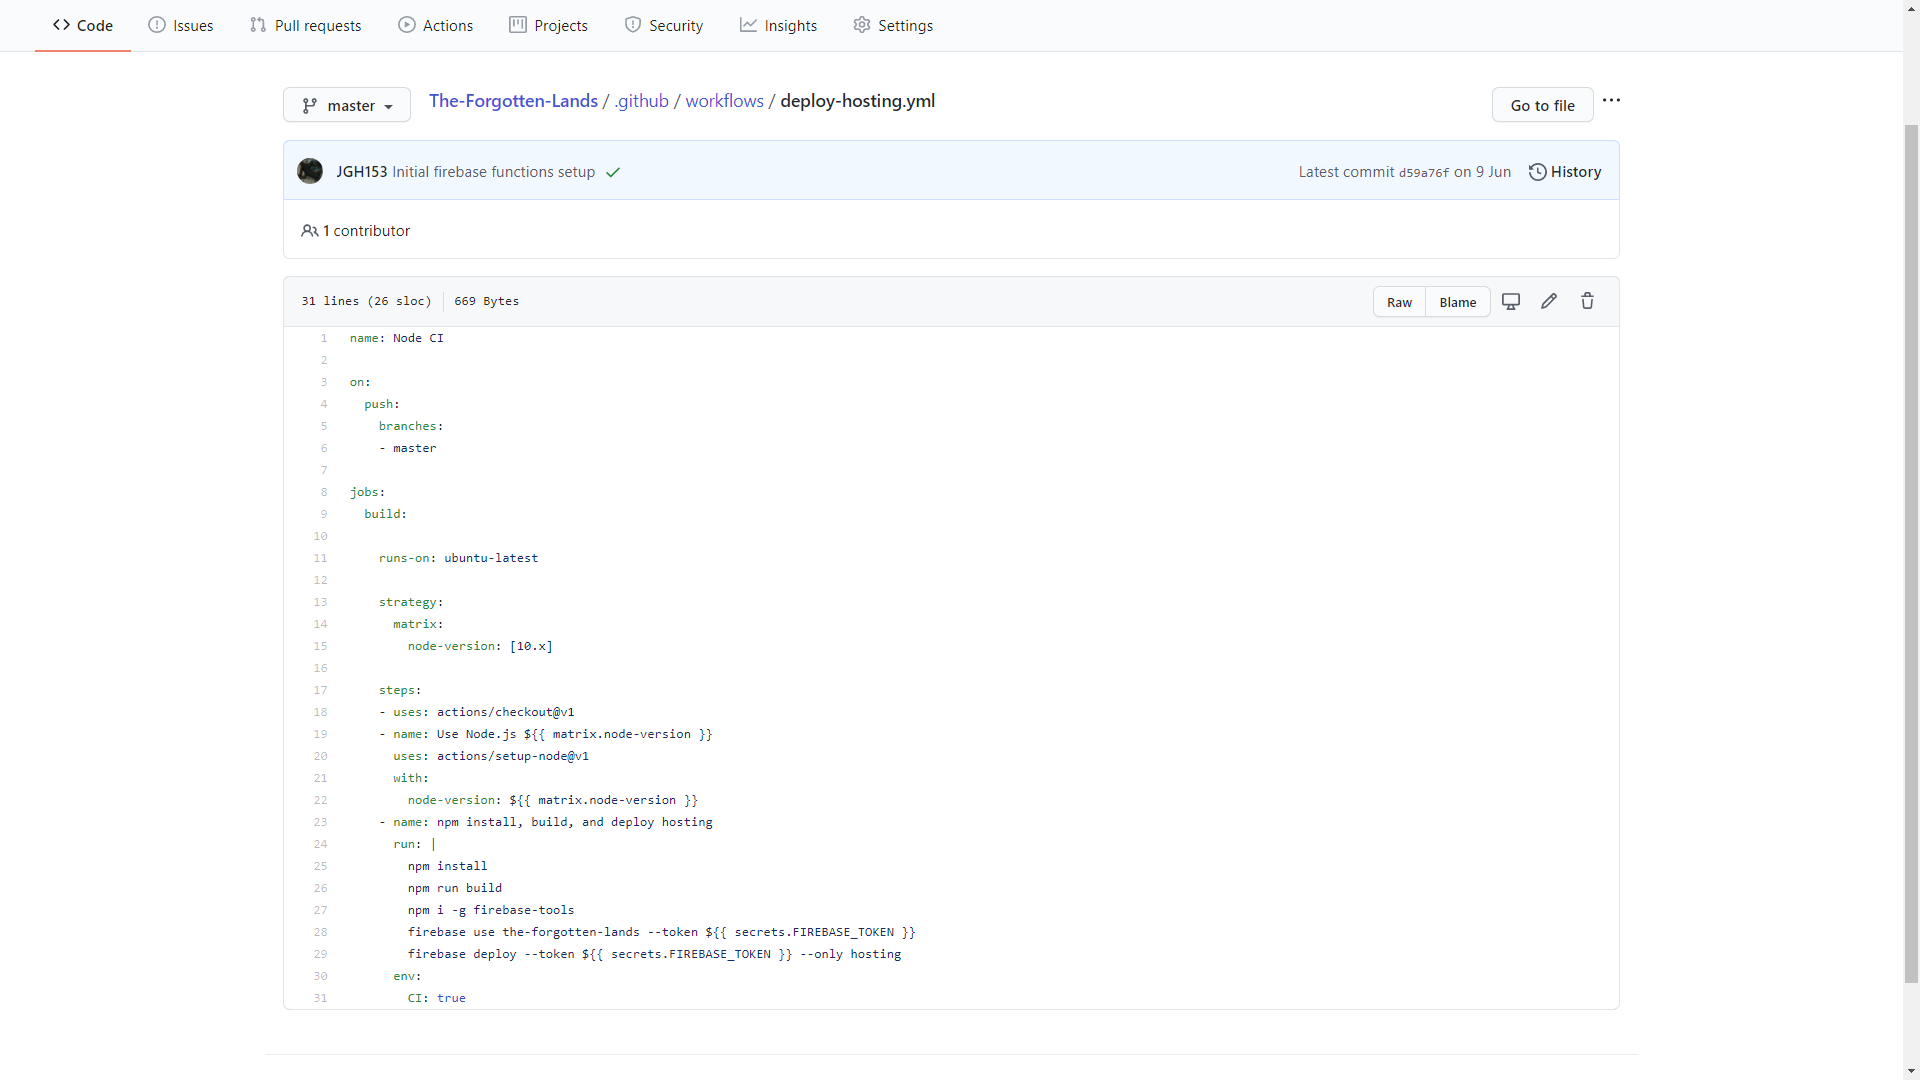 Code Issues Pull requests Actions Projects Security Insights Settings
master The-Forgotten-Lands / .github / workflows / deploy-hosting.yml Go to file ...
JGH153 Initial firebase functions setup Latest commit d59a76f on 9 Jun History
1 contributor
31 lines (26 sloc) 669 Bytes Raw Blame
1 name: Node CI
2
3 on:
4 push:
5 branches:
6 - master
7
8 jobs:
9 build:
10
11 runs-on: ubuntu-latest
12
13 strategy:
14 matrix:
15 node-version: [10.x]
16
17 steps:
18 - uses: actions/checkout@v1
19 - name: Use Node.js ${{ matrix.node-version }}
20 uses: actions/setup-node@v1
21 with:
22 node-version: ${{ matrix.node-version }}
23 - name: npm install, build, and deploy hosting
24 run: |
25 npm install
26 npm run build
27 npm i -g firebase-tools
28 firebase use the-forgotten-lands --token ${{ secrets.FIREBASE_TOKEN }}
29 firebase deploy --token ${{ secrets.FIREBASE_TOKEN }} --only hosting
30 env:
31 CI: true